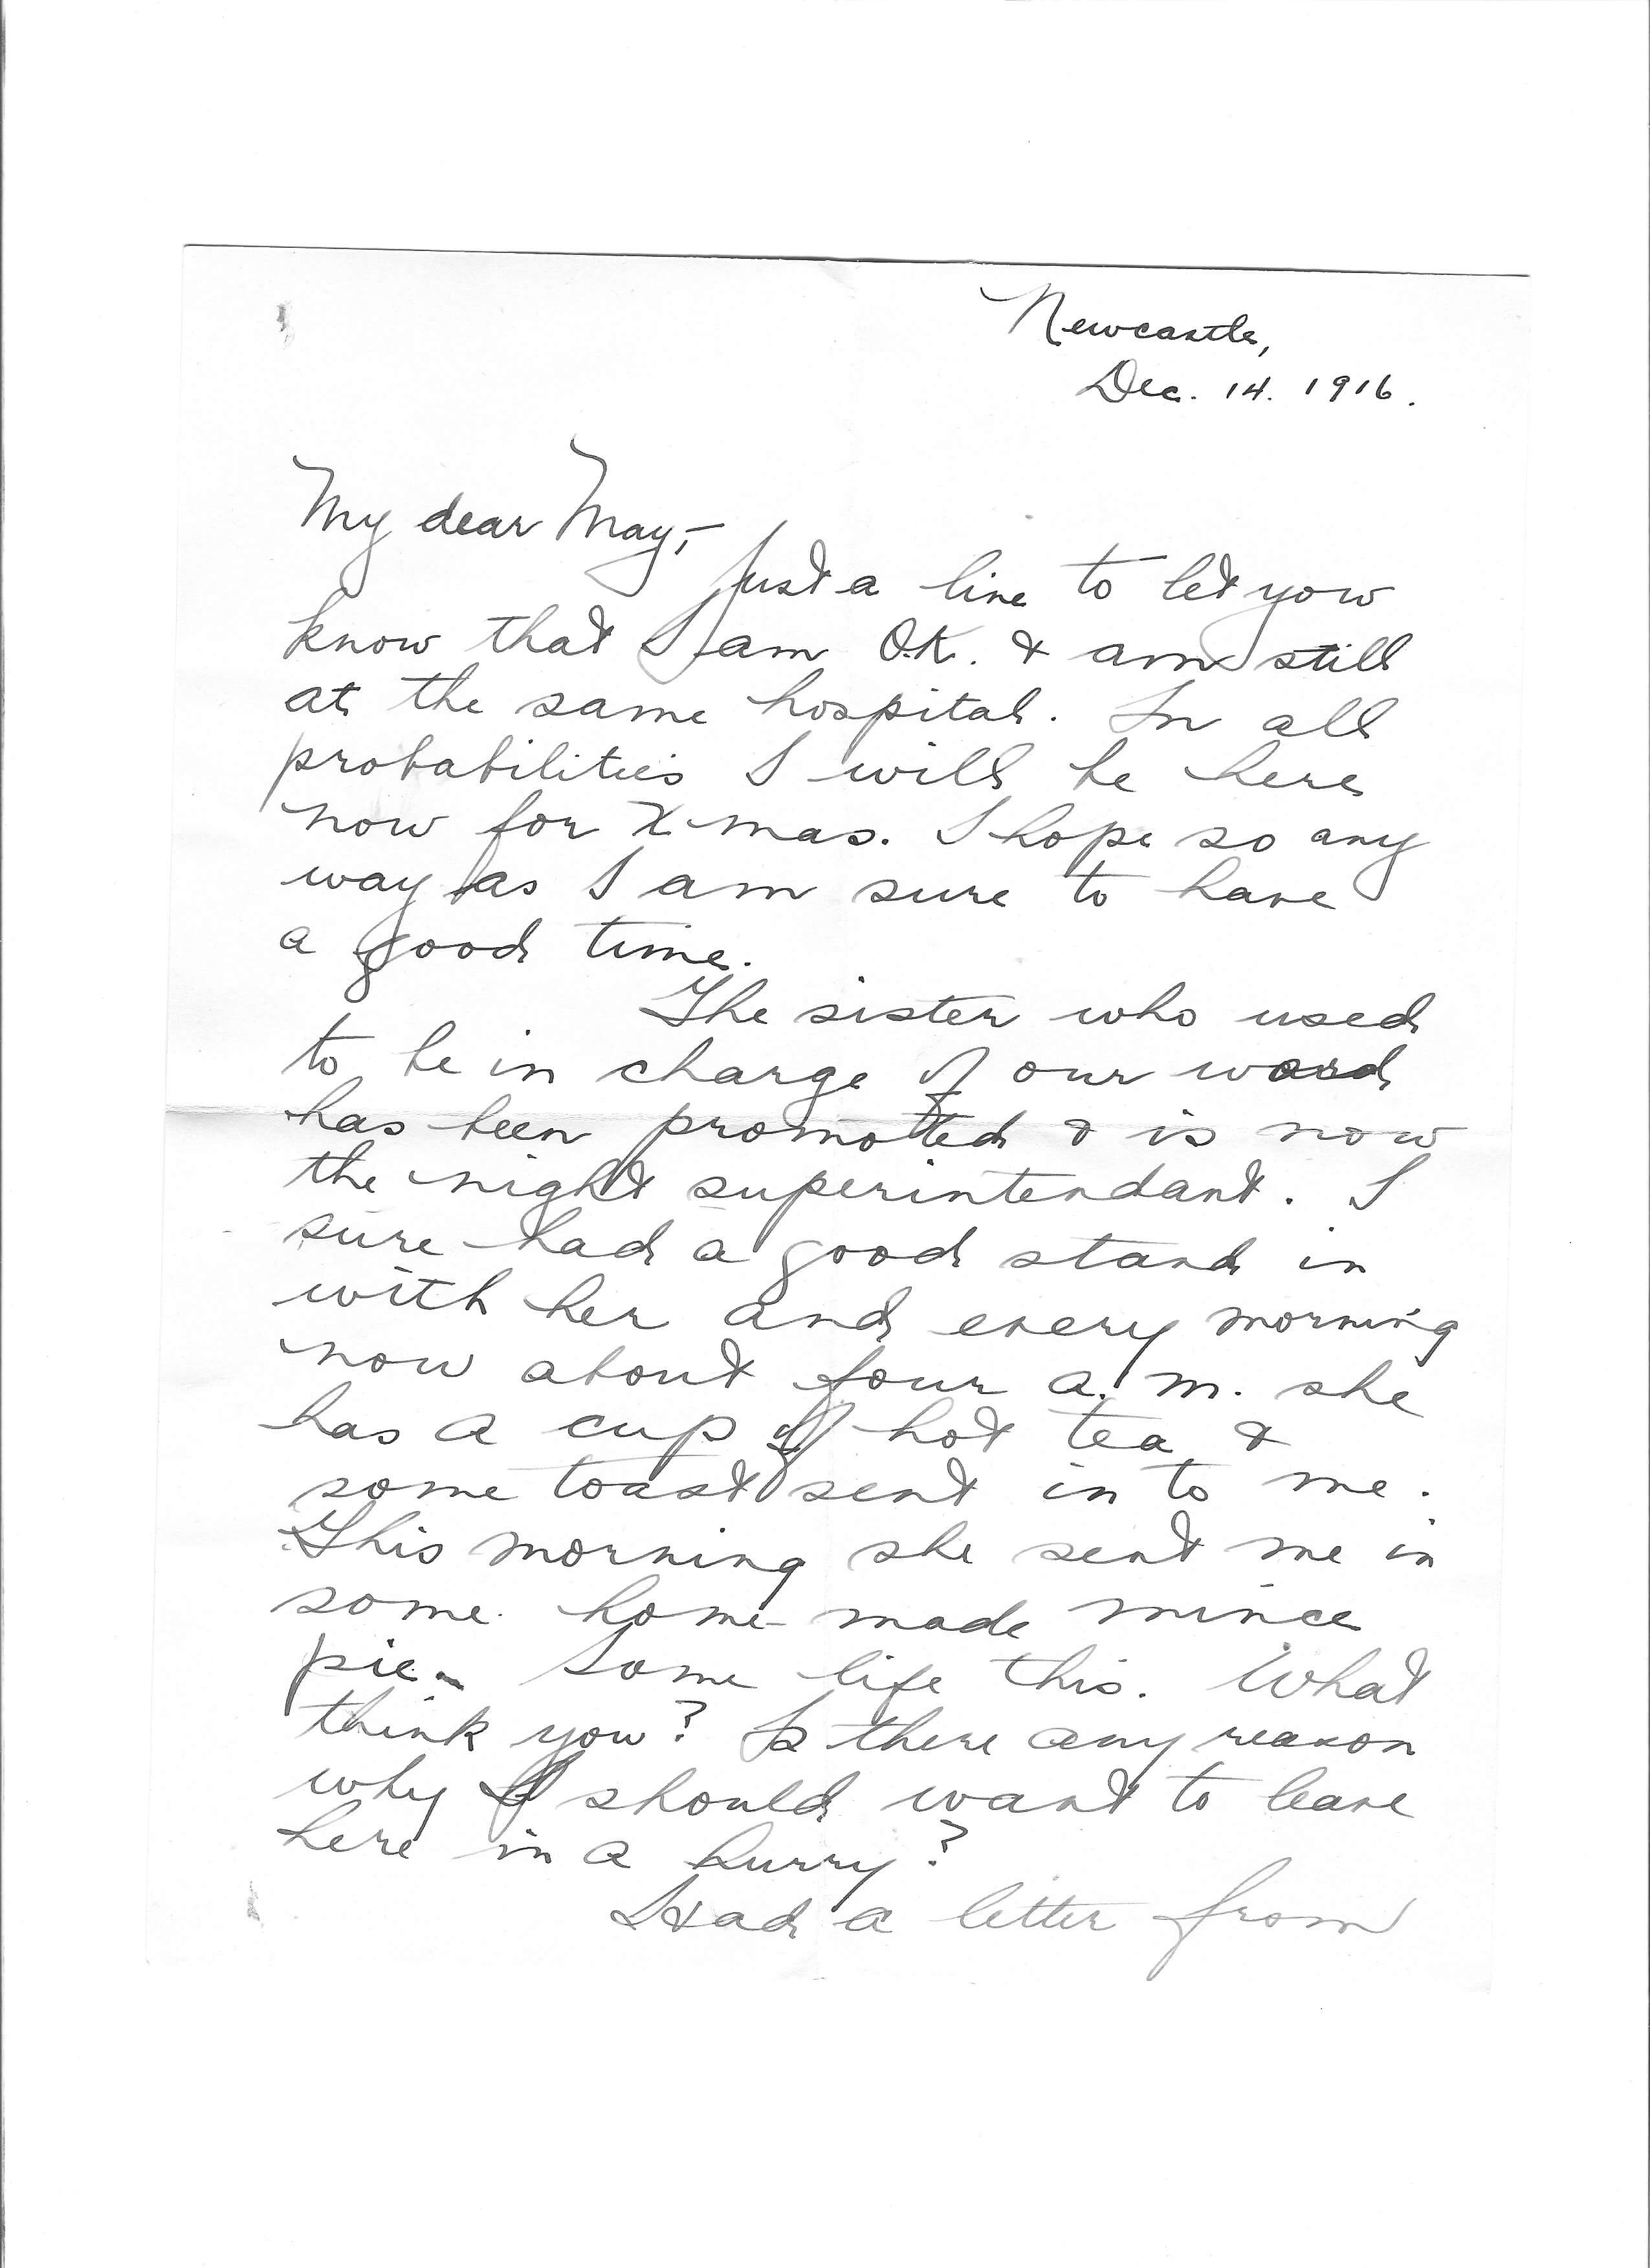 Newcastle,
Dec. 14. 1916.
My dear May,-
Just a line to let you
know that I am O.K. & am still
at the same hospital. In all
probabilities I will be here
now for X mas. I hope so any
way as I am sure to have
a good time.
The sister who used
to be in charge of our ward
has been promoted & is now
the night superintendant. I
sure had a good stand in
with her and every morning
now about four a.m. she
has a cup of hot tea &
some toast sent in to me.
This morning she sent me in
some home-made mince
pie. Some life this. What
think you? Is there any reason
why I should want to leave
here in a hurry?
Had a letter from